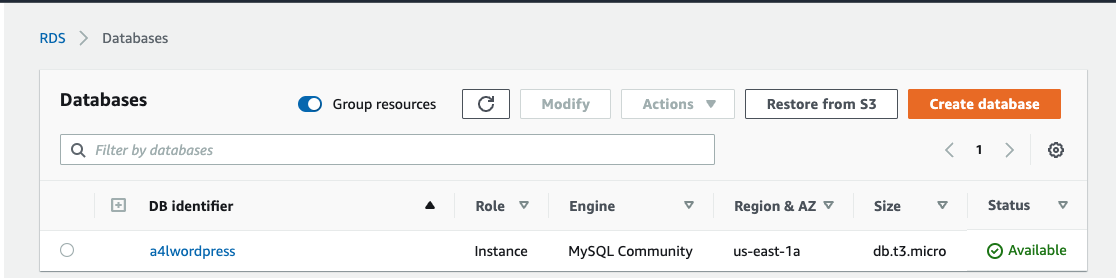 RDS > Databases
Databases Group resources Modify Actions Restore from S3 Create database
Filter by databases 1
DB identifier Role Engine Region & AZ Size Status
a4lwordpress Instance MySQL Community us-east-1a db.t3.micro Available